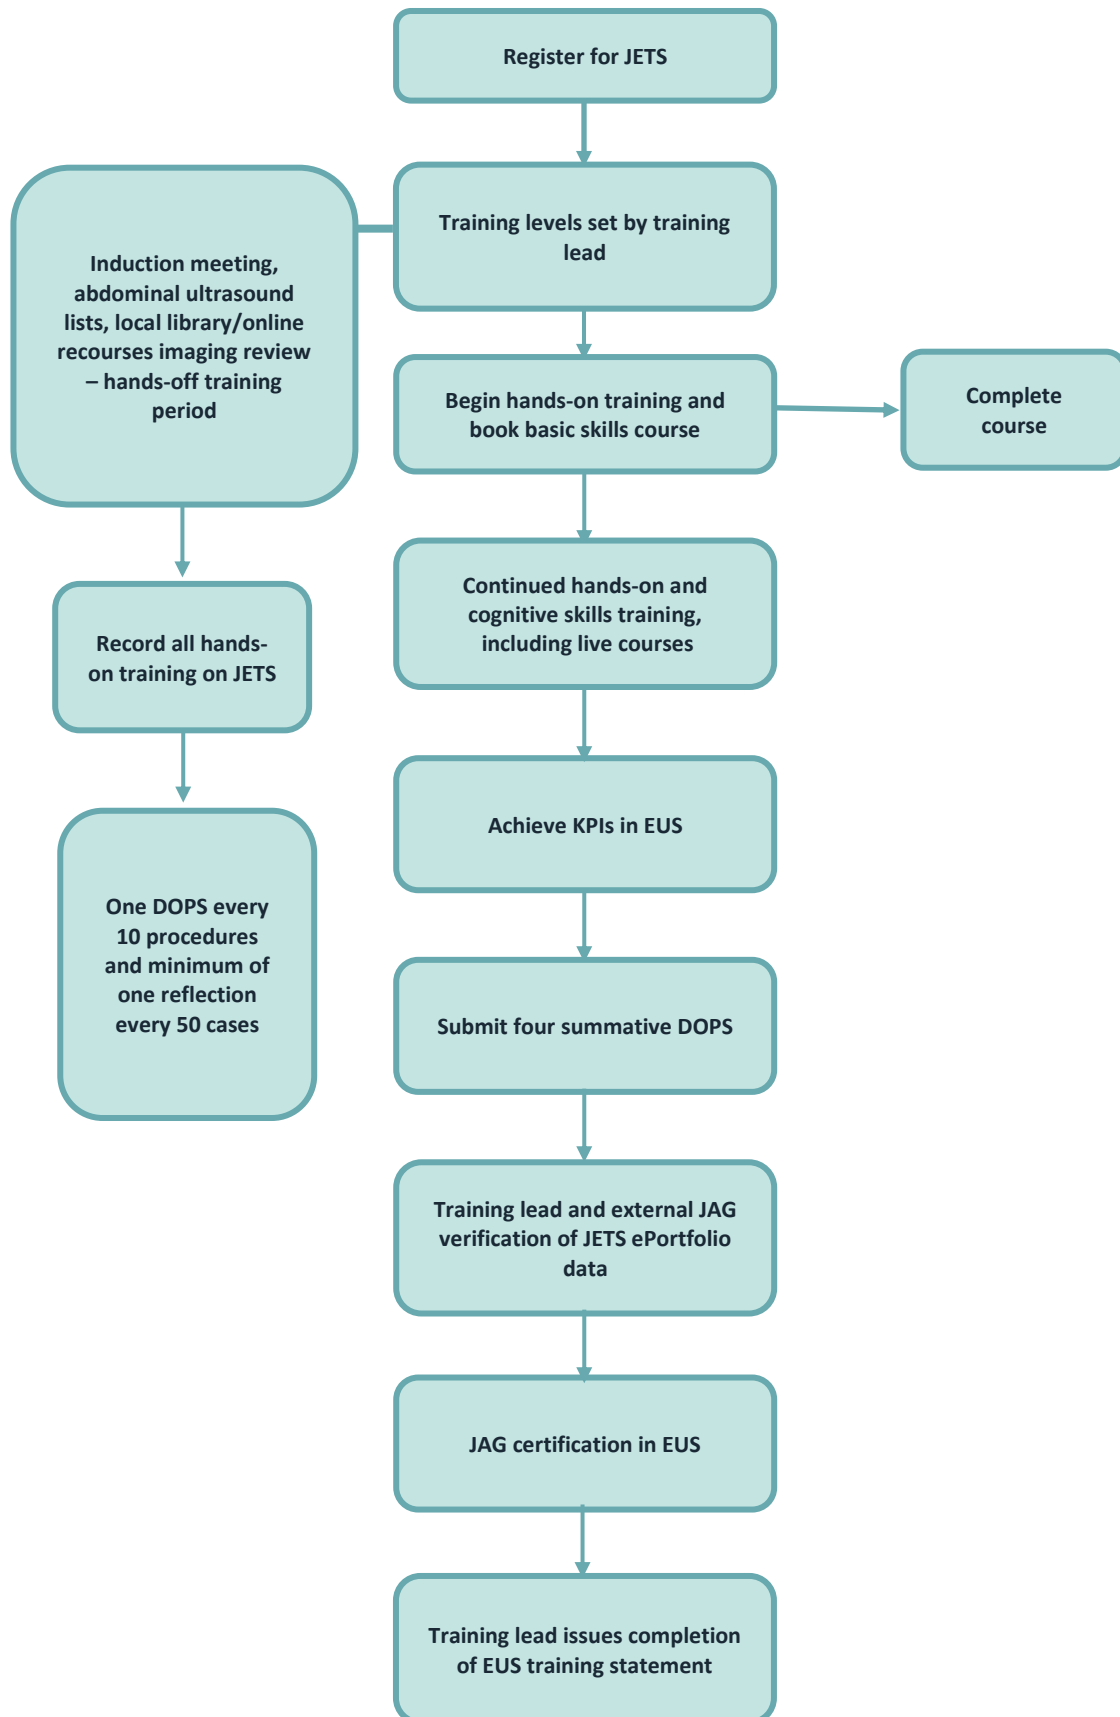 Register for JETS
Training levels set by training
lead
Induction meeting,
abdominal ultrasound
lists, local library/online
recourses imaging review
– hands-off training
period
Begin hands-on training and
book basic skills course
Complete
course
Continued hands-on and
cognitive skills training,
including live courses
Record all hands-
on training on JETS
Achieve KPIs in EUS
One DOPS every
10 procedures
and minimum of
one reflection
every 50 cases
Submit four summative DOPS
Training lead and external JAG
verification of JETS ePortfolio
data
JAG certification in EUS
Training lead issues completion
of EUS training statement